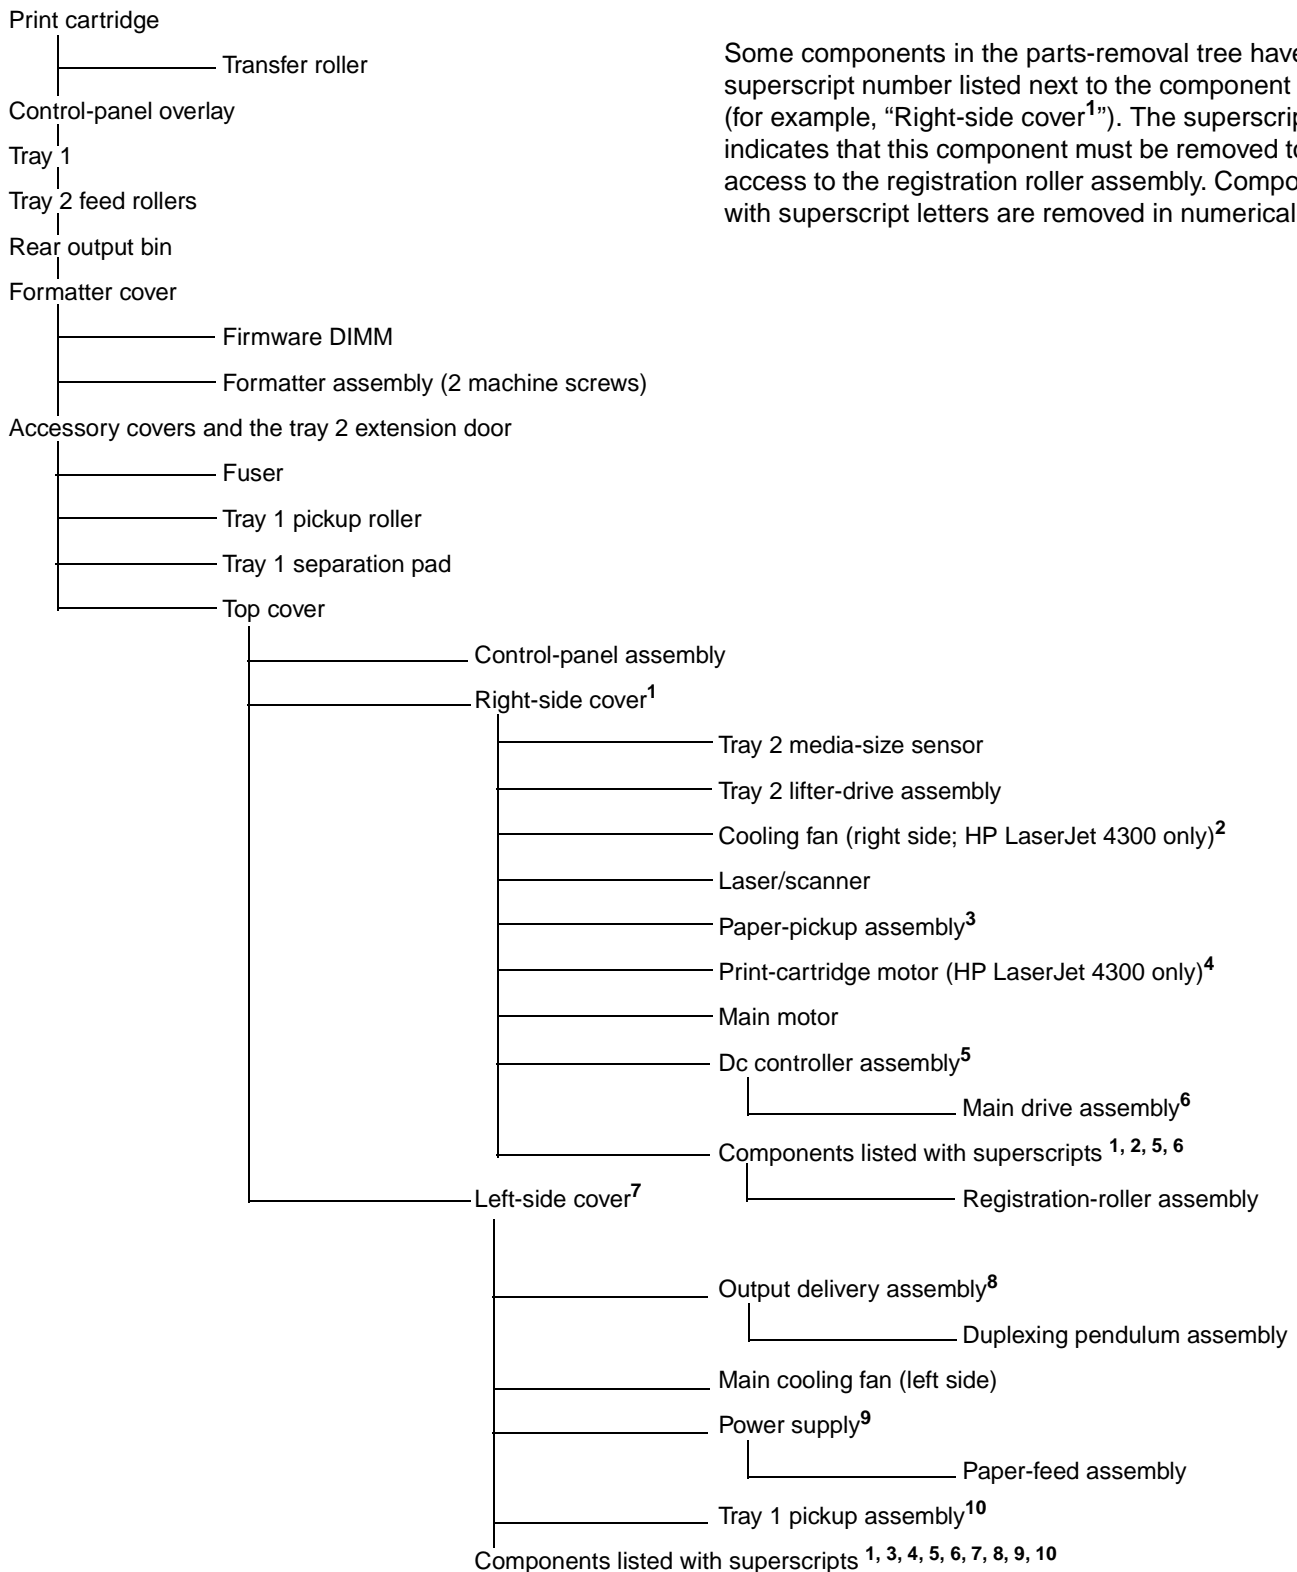 Print cartridge
Transfer roller
Control-panel overlay
Tray 1
Tray 2 feed rollers
Rear output bin
Formatter cover
Firmware DIMM
Formatter assembly (2 machine screws)
Accessory covers and the tray 2 extension door
Fuser
Tray 1 pickup roller
Tray 1 separation pad
Top cover
Some components in the parts-removal tree have
superscript number listed next to the component
(for example, “Right-side cover¹”). The
indicates that this component must be removed
access to the registration roller assembly.
with superscript letters are removed in numerical
Control-panel assembly
Right-side cover¹
Tray 2 media-size sensor
Tray 2 lifter-drive assembly
Cooling fan (right side; HP LaserJet 4300 only)²
Laser/scanner
Paper-pickup assembly³
Print-cartridge motor (HP LaserJet 4300 only)⁴
Main motor
Dc controller assembly⁵
Main drive assembly⁶
Components listed with superscripts ¹, ², ⁵, ⁶
Registration-roller assembly
Left-side cover⁷
Output delivery assembly⁸
Duplexing pendulum assembly
Main cooling fan (left side)
Power supply⁹
Paper-feed assembly
Tray 1 pickup assembly¹⁰
Components listed with superscripts ¹, ³, ⁴, ⁵, ⁶, ⁷, ⁸, ⁹, ¹⁰